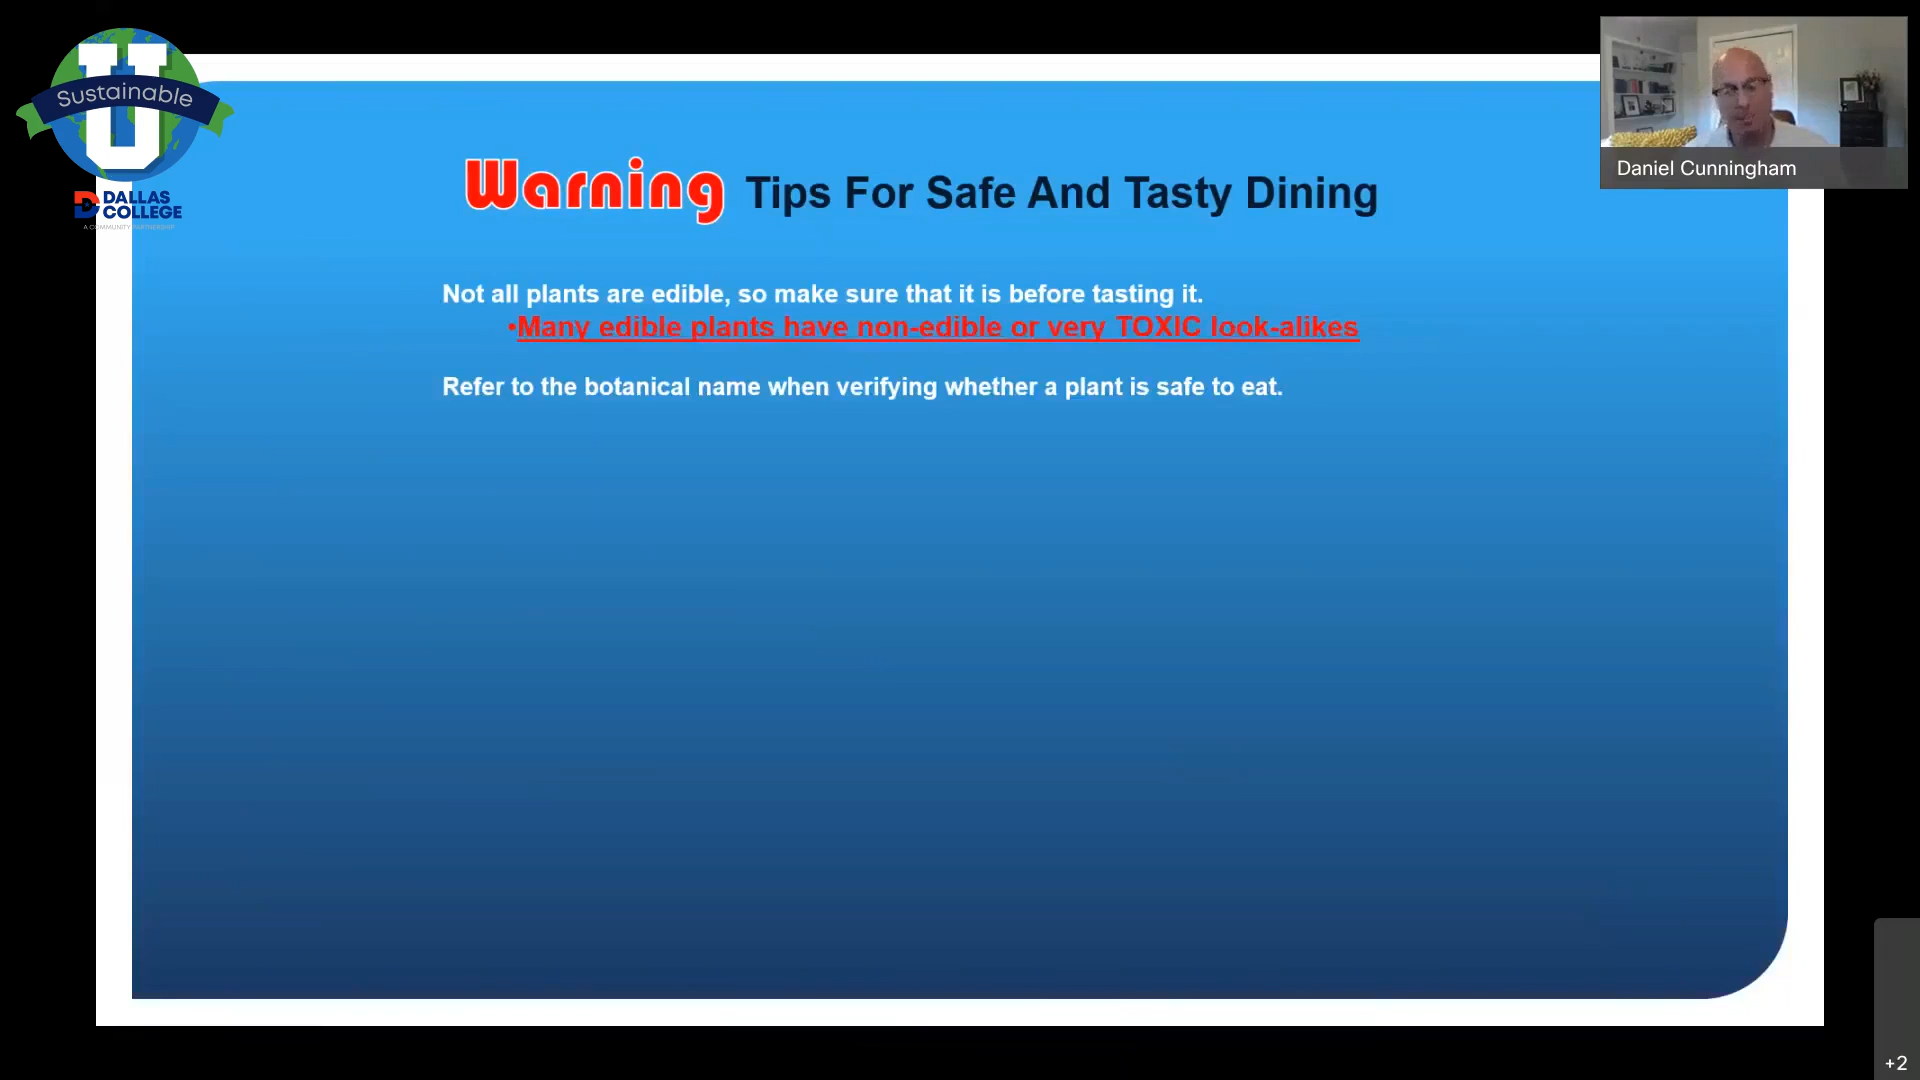 Sustainable
U
DALLAS
COLLEGE
A COMMUNITY PARTNERSHIP
Daniel Cunningham
Warning Tips For Safe And Tasty Dining
Not all plants are edible, so make sure that it is before tasting it.
•Many edible plants have non-edible or very TOXIC look-alikes
Refer to the botanical name when verifying whether a plant is safe to eat.
+2